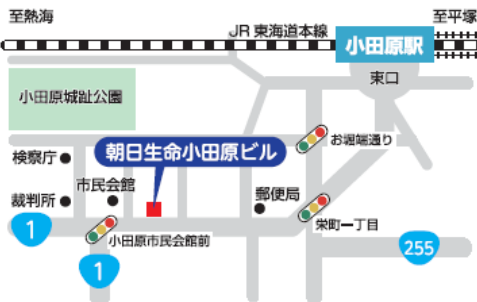 至熱海
至平塚
JR東海道本線
小田原駅
東口
小田原城趾公園
お堀端通り
朝日生命小田原ビル
検察庁
市民会館
郵便局
裁判所
栄町一丁目
1
小田原市民会館前
255
1